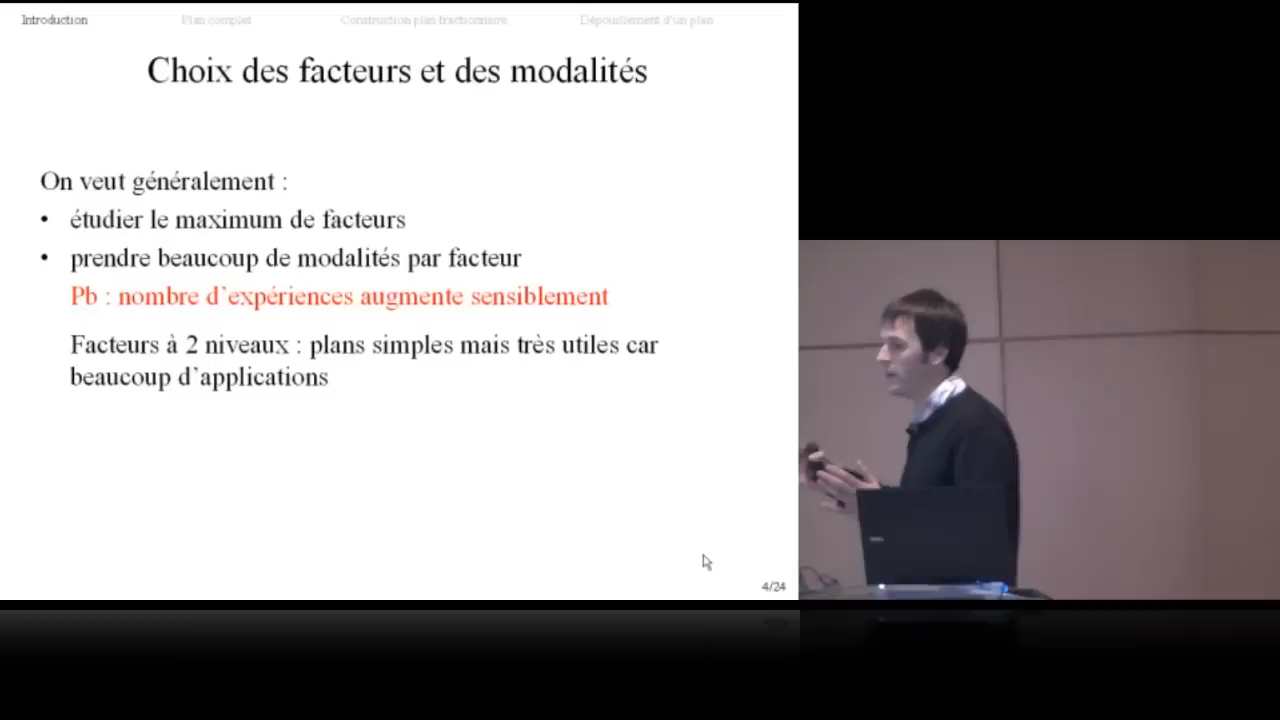 Introduction Plan complet Construction plan fractionnaire Dépouillement d'un plan
Choix des facteurs et des modalités
On veut généralement :
• étudier le maximum de facteurs
• prendre beaucoup de modalités par facteur
Pb : nombre d'expériences augmente sensiblement
Facteurs à 2 niveaux : plans simples mais très utiles car
beaucoup d'applications
4/24